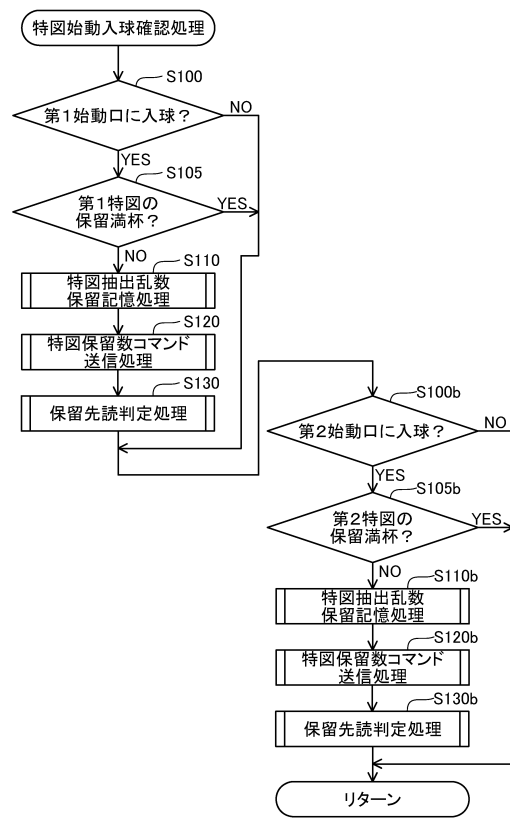 特図始動入球確認処理
S100
第1始動口に入球？
NO
YES
S105
第1特図の
保留満杯？
YES
NO
S110
特図抽出乱数
保留記憶処理
S120
特図保留数コマンド
送信処理
S130
保留先読判定処理
S100b
第2始動口に入球？
NO
YES
S105b
第2特図の
保留満杯？
YES
NO
S110b
特図抽出乱数
保留記憶処理
S120b
特図保留数コマンド
送信処理
S130b
保留先読判定処理
リターン